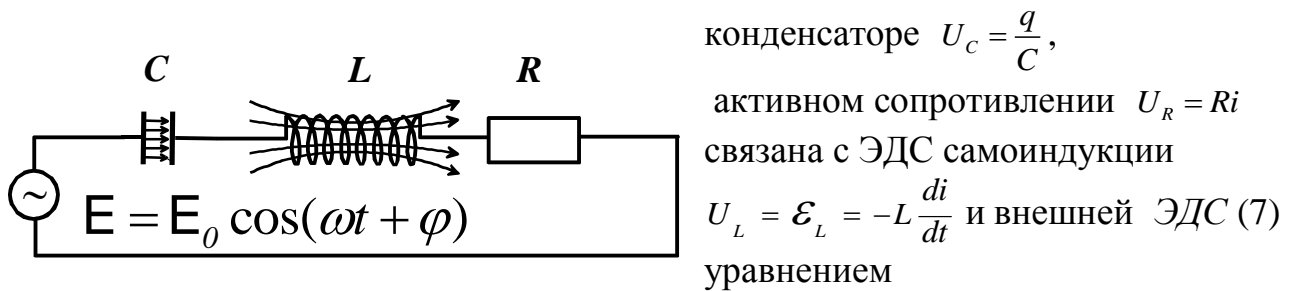 C L R
~
E = E₀ cos(ωt + φ)
конденсаторе U_C = q/C,
активном сопротивлении U_R = Ri
связана с ЭДС самоиндукции
U_L = ℰ_L = −L di/dt и внешней ЭДС (7)
уравнением